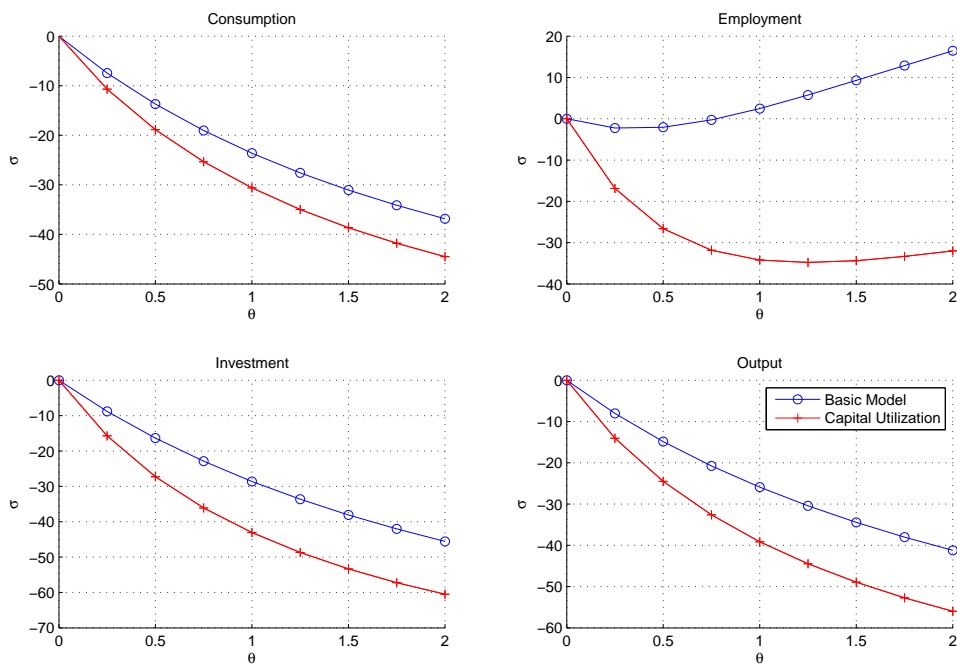 Consumption
0
−10
−20
−30
−40
−50
σ
0 0.5 1 1.5 2
θ
Employment
20
10
0
−10
−20
−30
−40
σ
0 0.5 1 1.5 2
θ
Investment
0
−10
−20
−30
−40
−50
−60
−70
σ
0 0.5 1 1.5 2
θ
Output
0
−10
−20
−30
−40
−50
−60
σ
0 0.5 1 1.5 2
θ
Basic Model
Capital Utilization